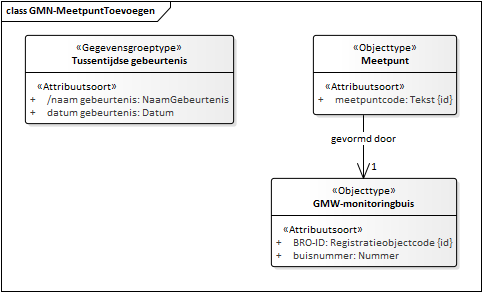 class GMN-MeetpuntToevoegen
«Gegevensgroeptype»
Tussentijdse gebeurtenis
«Attribuutsoort»
+ /naam gebeurtenis: NaamGebeurtenis
+ datum gebeurtenis: Datum
«Objecttype»
Meetpunt
«Attribuutsoort»
+ meetpuntcode: Tekst {id}
gevormd door
1
«Objecttype»
GMW-monitoringbuis
«Attribuutsoort»
+ BRO-ID: Registratieobjectcode {id}
+ buisnummer: Nummer